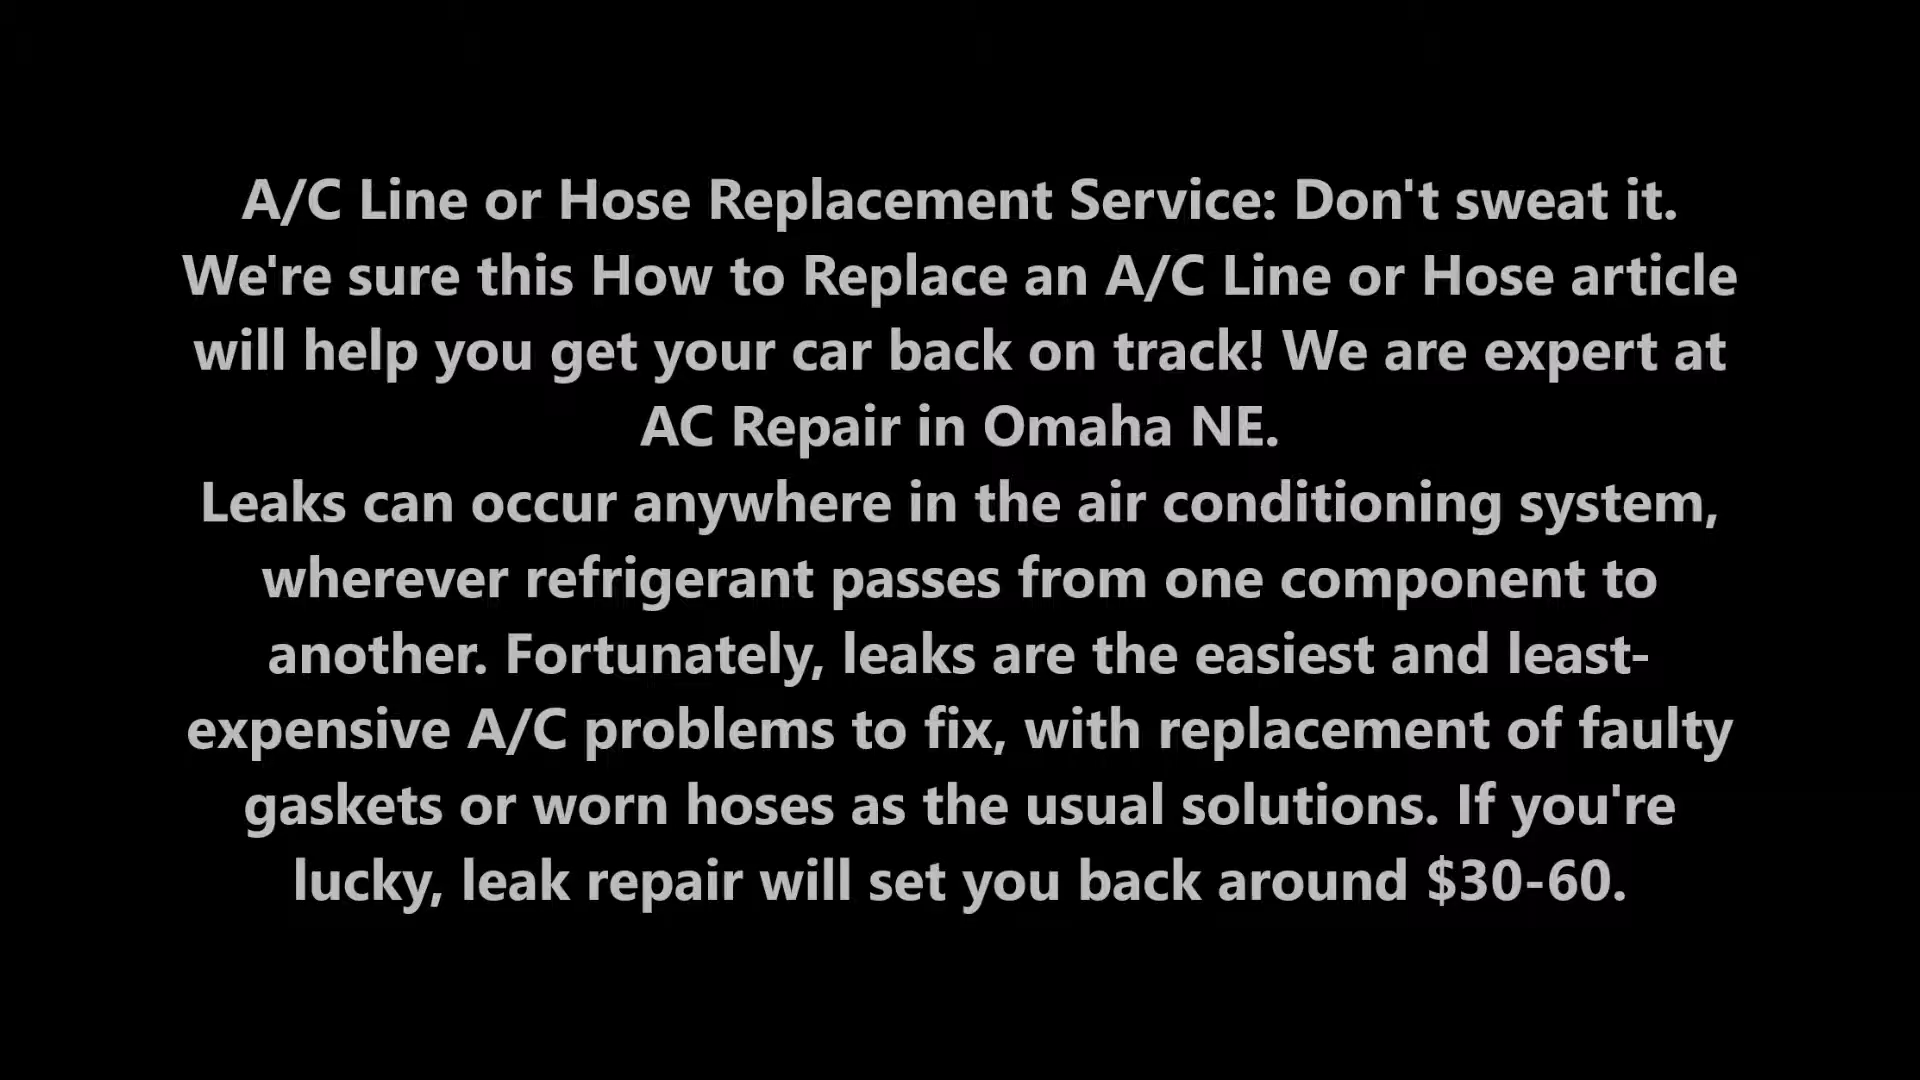 A/C Line or Hose Replacement Service: Don't sweat it.
We're sure this How to Replace an A/C Line or Hose article
will help you get your car back on track! We are expert at
AC Repair in Omaha NE.
Leaks can occur anywhere in the air conditioning system,
wherever refrigerant passes from one component to
another. Fortunately, leaks are the easiest and least-
expensive A/C problems to fix, with replacement of faulty
gaskets or worn hoses as the usual solutions. If you're
lucky, leak repair will set you back around $30-60.